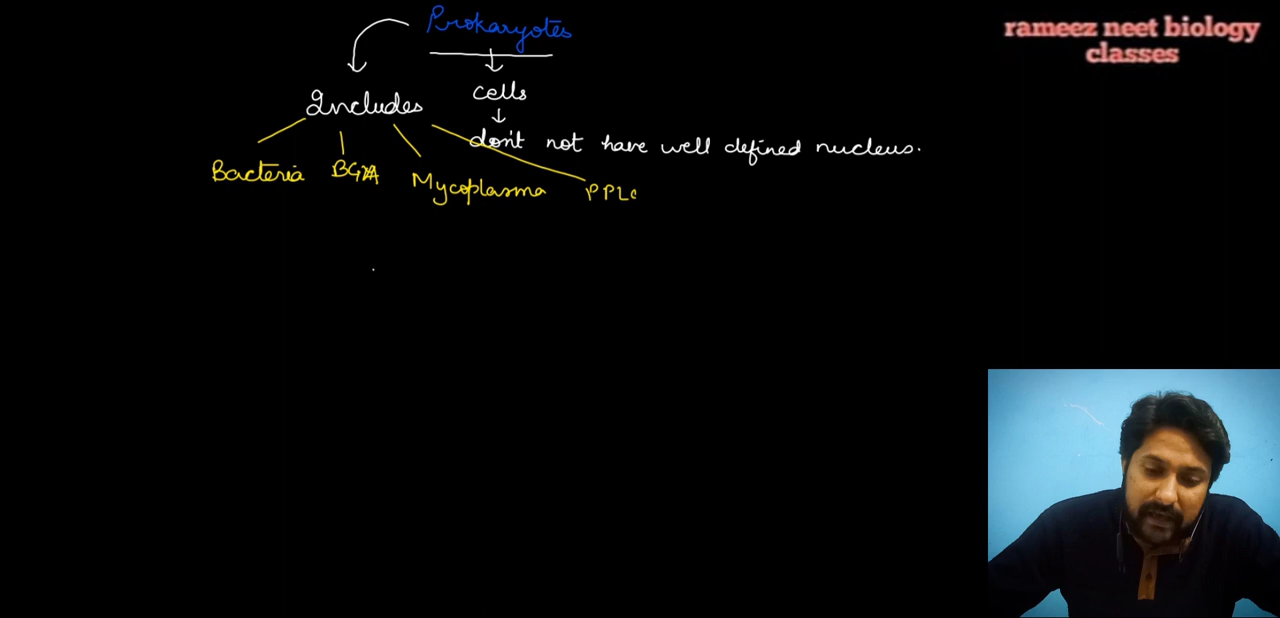 Prokaryotes
rameez neet biology
classes
cells
Includes
don't not have well defined nucleus.
Bacteria BGA Mycoplasma PPLO